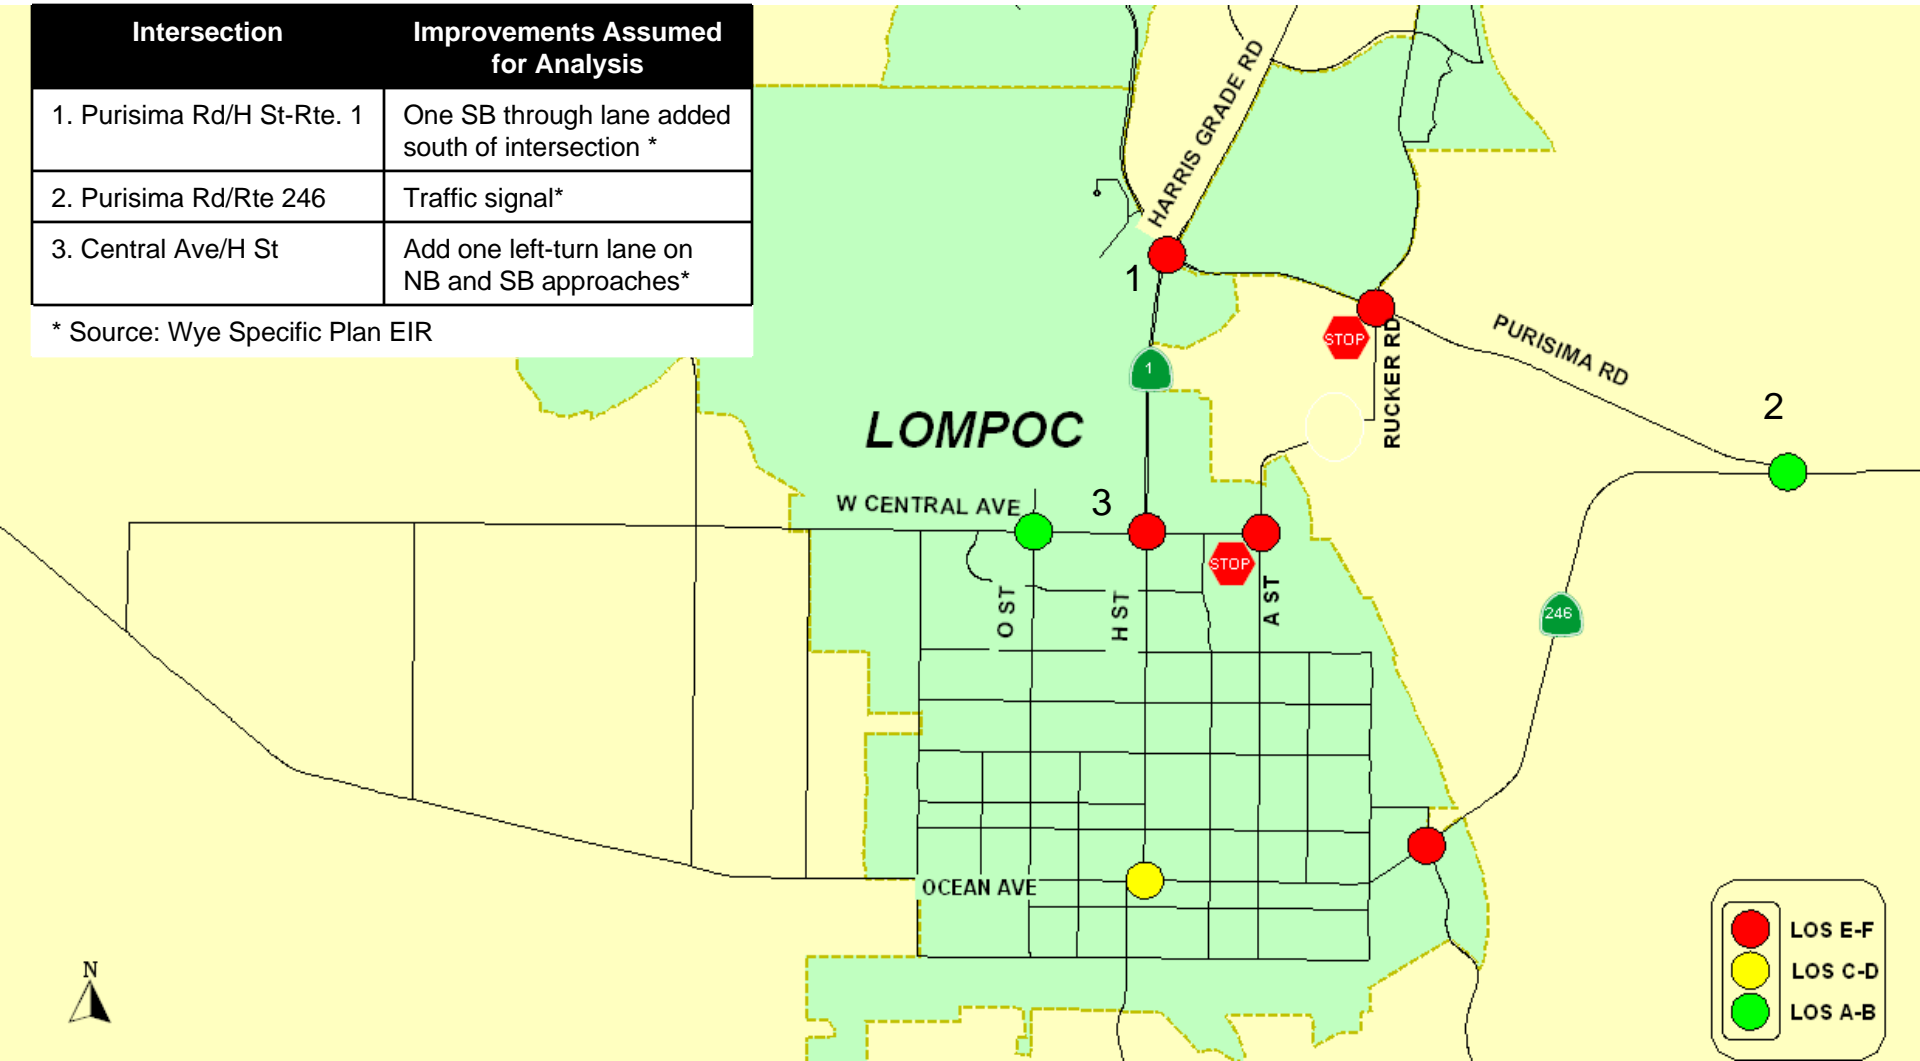 Intersection
Improvements Assumed
for Analysis
1. Purisima Rd/H St-Rte. 1
One SB through lane added
south of intersection *
2. Purisima Rd/Rte 246
Traffic signal*
3. Central Ave/H St
Add one left-turn lane on
NB and SB approaches*
* Source: Wye Specific Plan EIR
HARRIS GRADE RD
1
STOP
RUCKER RD
PURISIMA RD
1
2
LOMPOC
W CENTRAL AVE
3
STOP
O ST
H ST
A ST
246
OCEAN AVE
N
LOS E-F
LOS C-D
LOS A-B